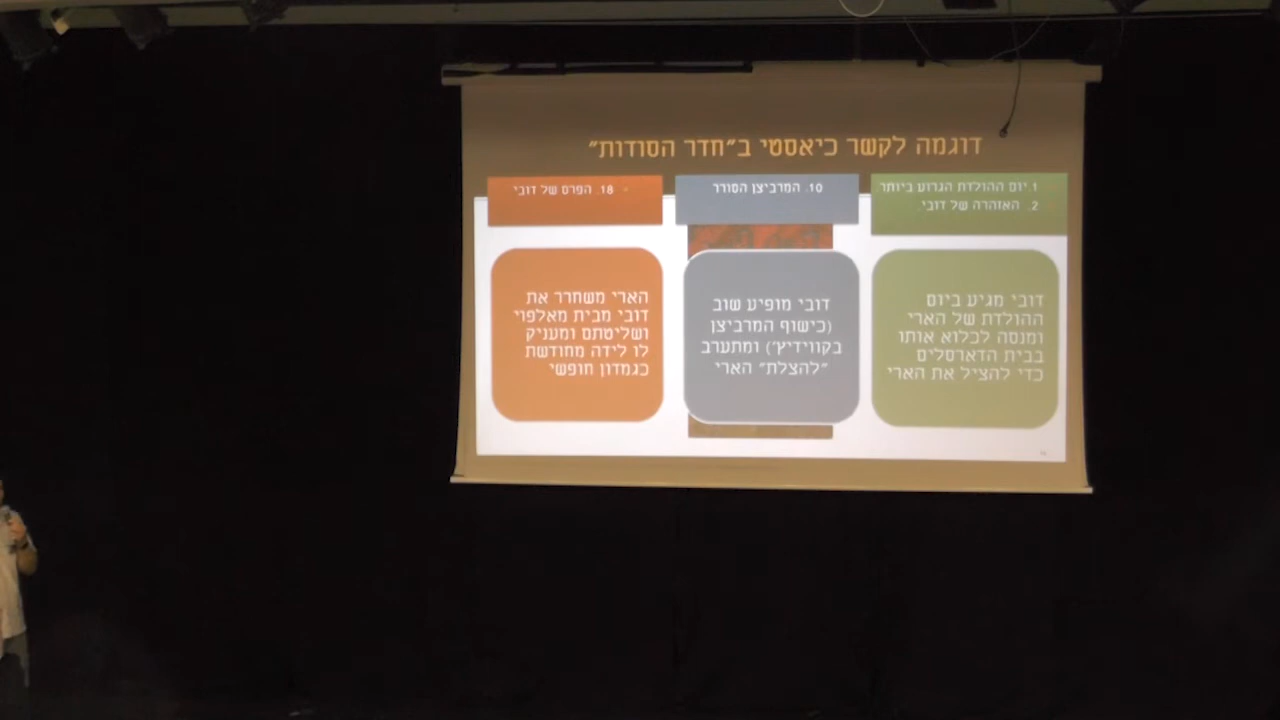 דוגמה לקשר כיאסטי ב"חדר הסודות"
1. יום ההולדת הגרוע ביותר.
2. האזהרה של דובי.
דובי מגיע ביום
ההולדת של הארי
ומנסה לכלוא אותו
בבית הדארסלים
כדי להציל את הארי
10. המרביצן הסורר
דובי מופיע שוב
(כישוף המרביצן
בקווידיץ') ומתערב
"להצלת" הארי
18. הפרס של דובי
הארי משחרר את
דובי מבית מאלפוי
ושליטתם ומעניק
לו לידה מחודשת
כגמדון חופשי